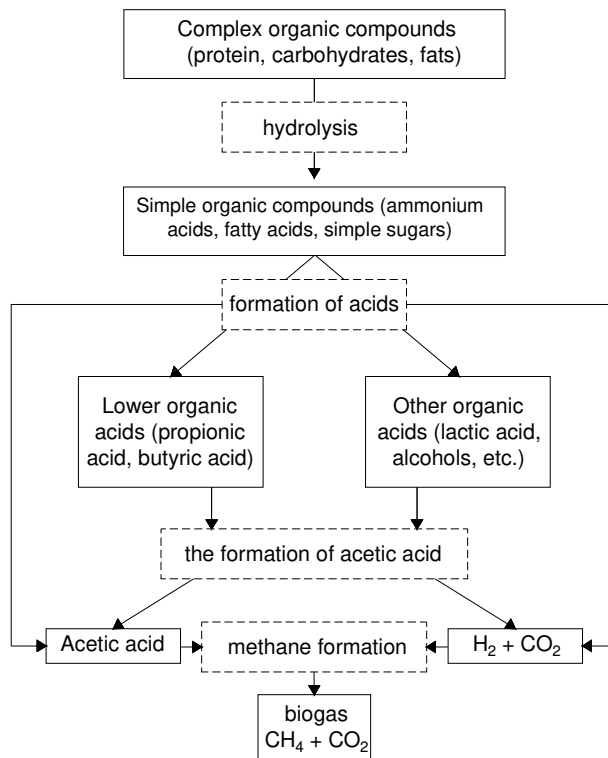 Complex organic compounds
(protein, carbohydrates, fats)
hydrolysis
Simple organic compounds (ammonium
acids, fatty acids, simple sugars)
formation of acids
Lower organic
acids (propionic
acid, butyric acid)
Other organic
acids (lactic acid,
alcohols, etc.)
the formation of acetic acid
Acetic acid
methane formation
H₂ + CO₂
biogas
CH₄ + CO₂